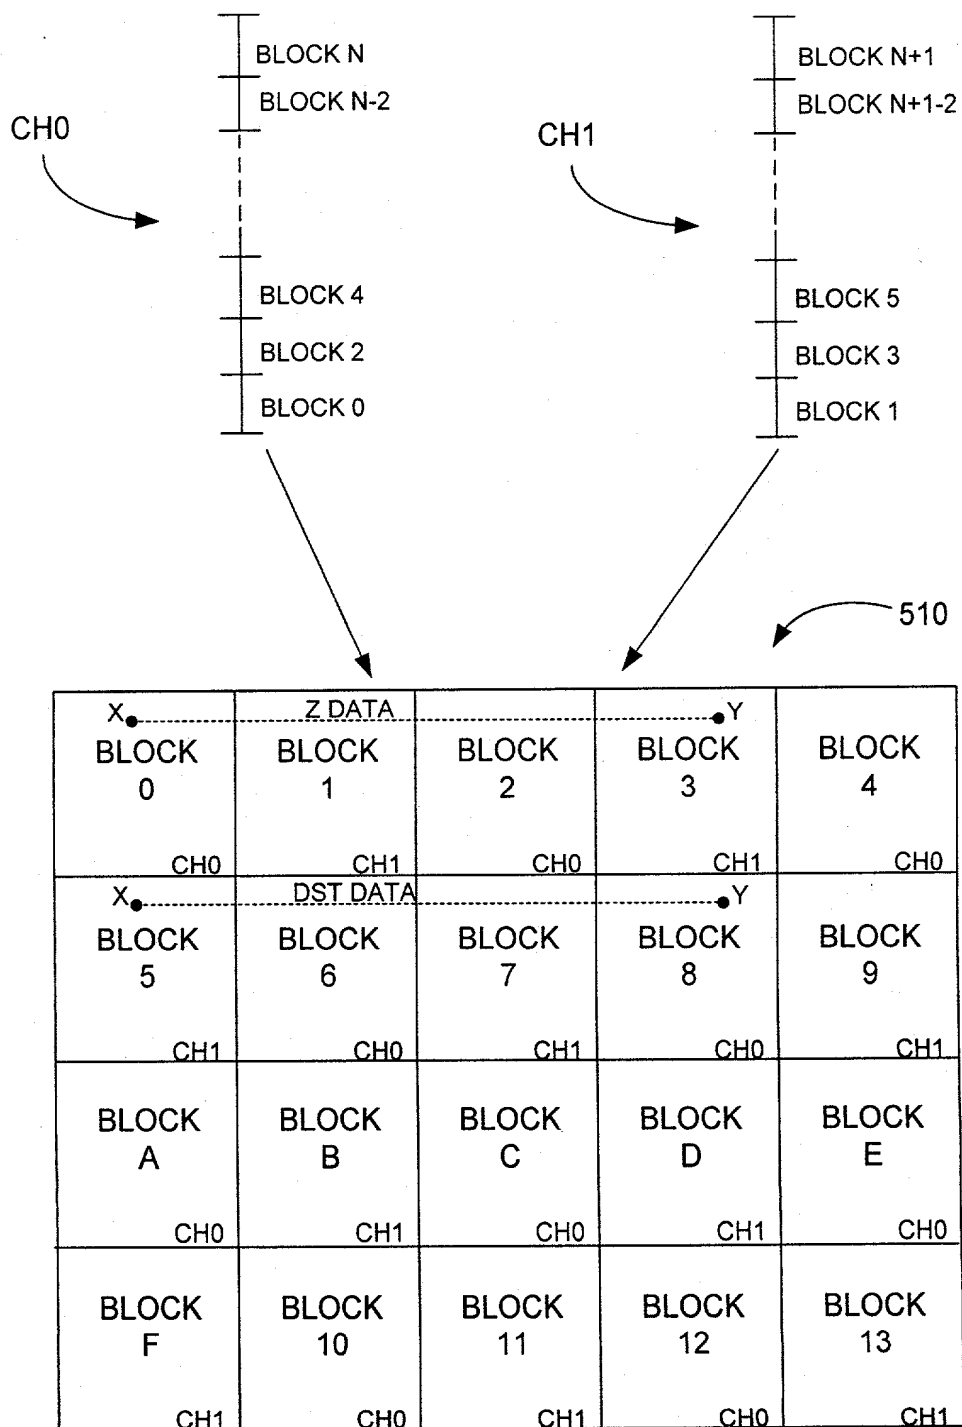 BLOCK N
BLOCK N+1
BLOCK N-2
BLOCK N+1-2
CH0
CH1
BLOCK 4
BLOCK 5
BLOCK 2
BLOCK 3
BLOCK 0
BLOCK 1
510
X Z DATA Y
BLOCK 0
CH0
BLOCK 1
CH1
BLOCK 2
CH0
BLOCK 3
CH1
BLOCK 4
CH0
X DST DATA Y
BLOCK 5
CH1
BLOCK 6
CH0
BLOCK 7
CH1
BLOCK 8
CH0
BLOCK 9
CH1
BLOCK A
CH0
BLOCK B
CH1
BLOCK C
CH0
BLOCK D
CH1
BLOCK E
CH0
BLOCK F
CH1
BLOCK 10
CH0
BLOCK 11
CH1
BLOCK 12
CH0
BLOCK 13
CH1